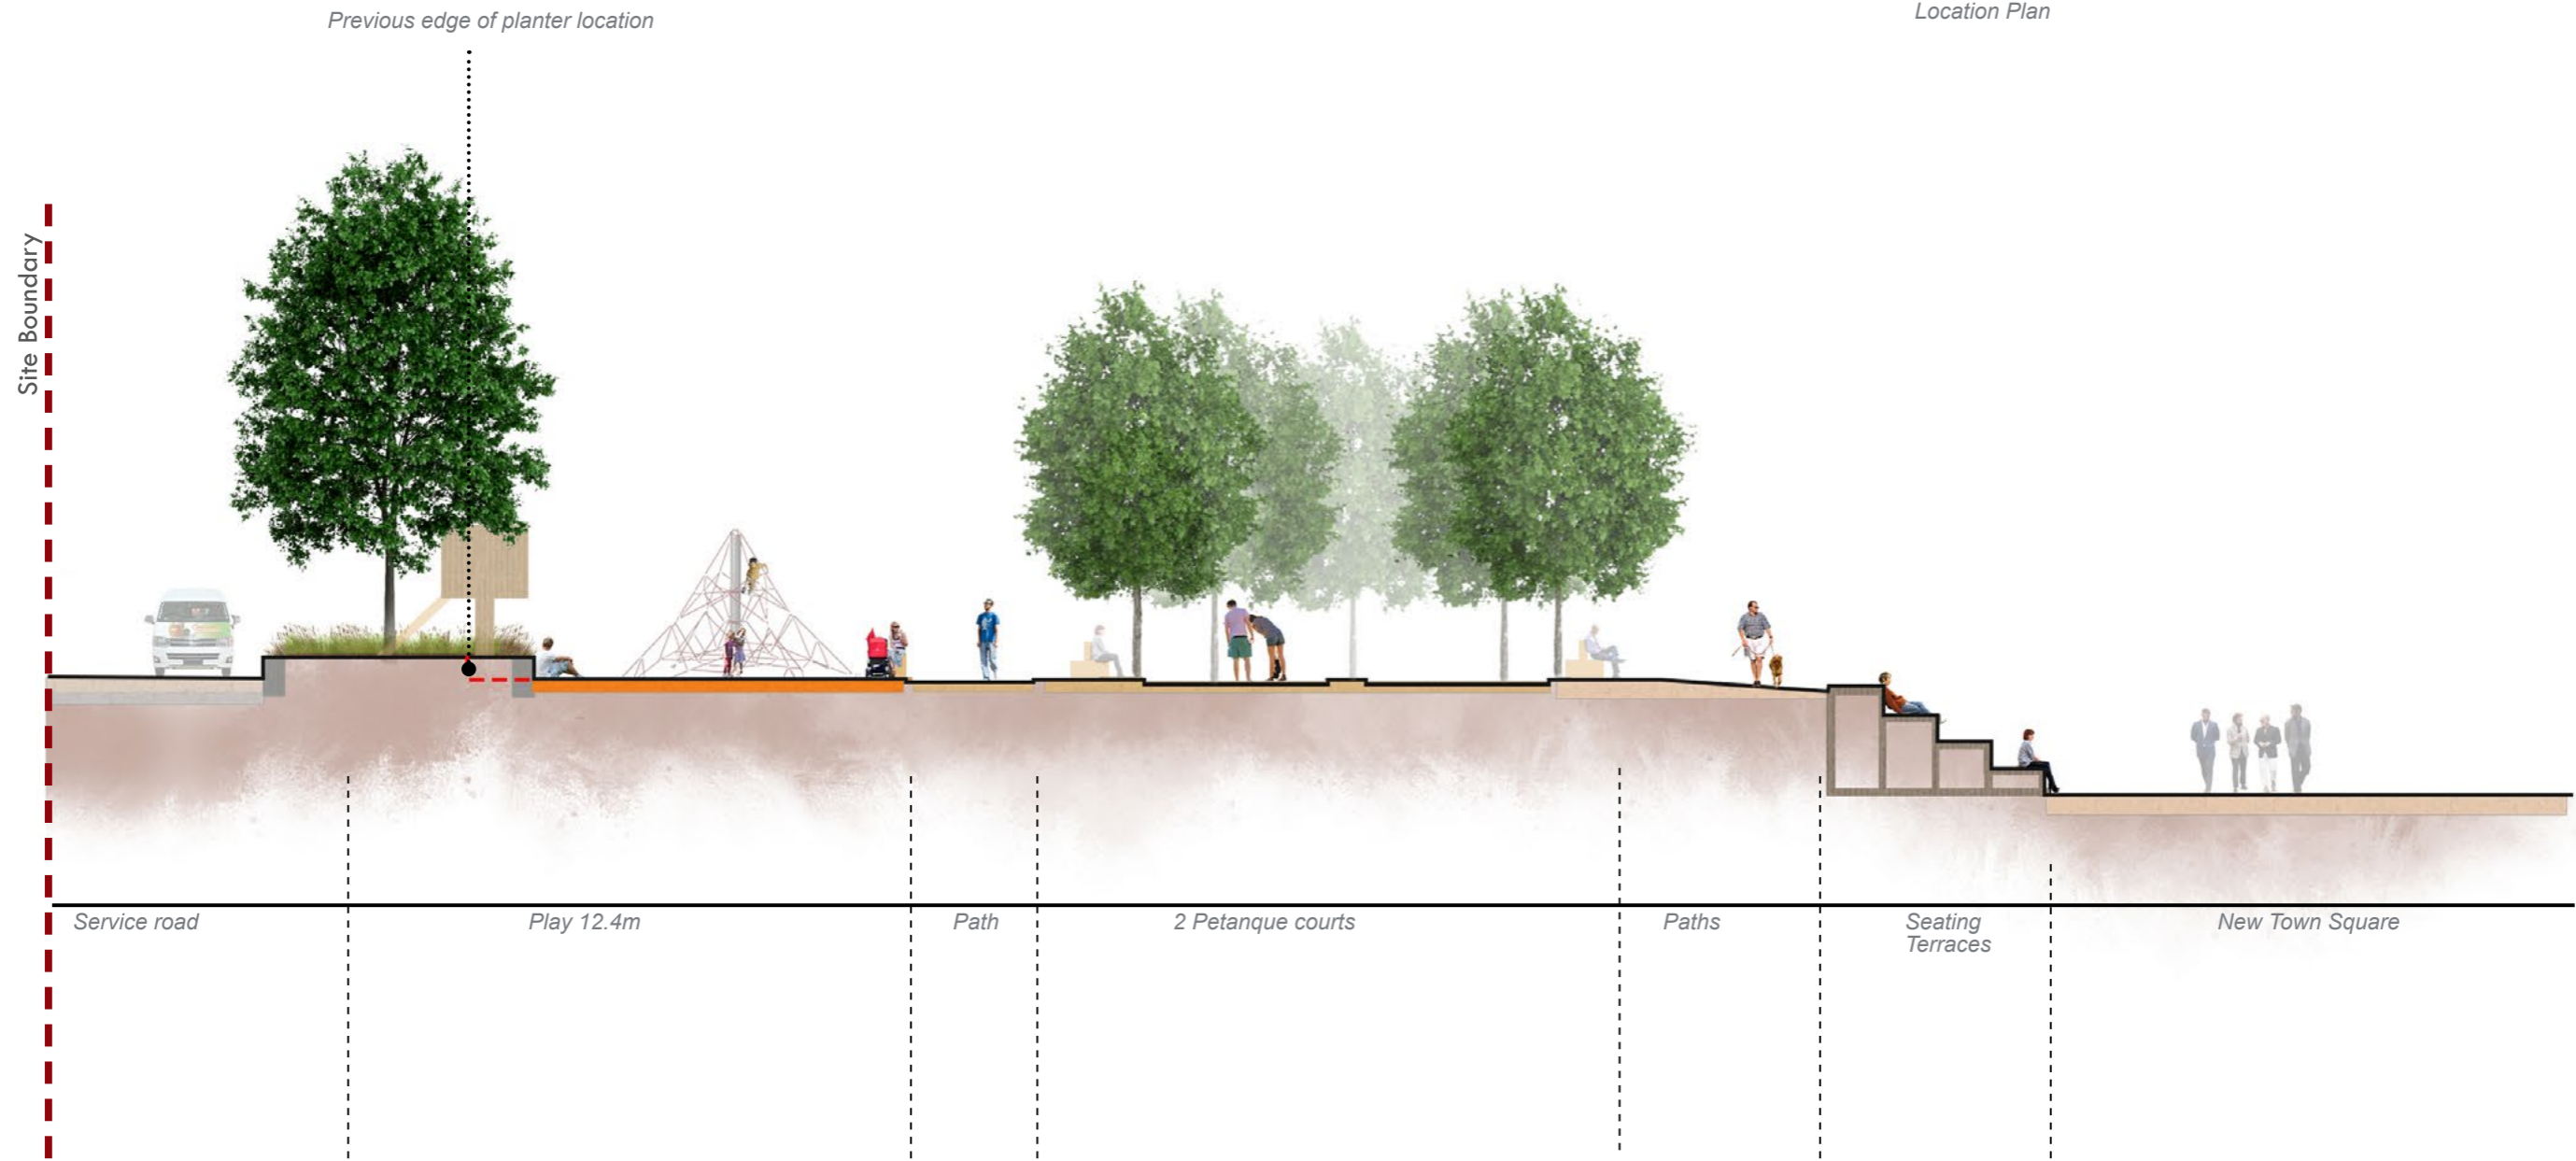 Previous edge of planter location
Location Plan
Site Boundary
Service road
Play 12.4m
Path
2 Petanque courts
Paths
Seating
Terraces
New Town Square